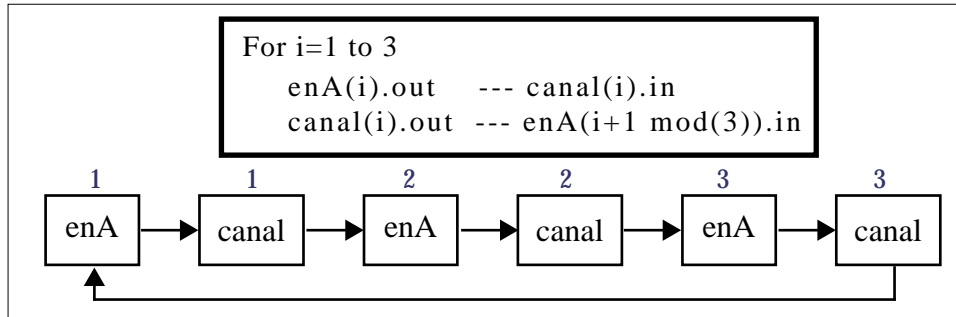 For i=1 to 3
enA(i).out --- canal(i).in
canal(i).out --- enA(i+1 mod(3)).in
1 1 2 2 3 3
enA canal enA canal enA canal